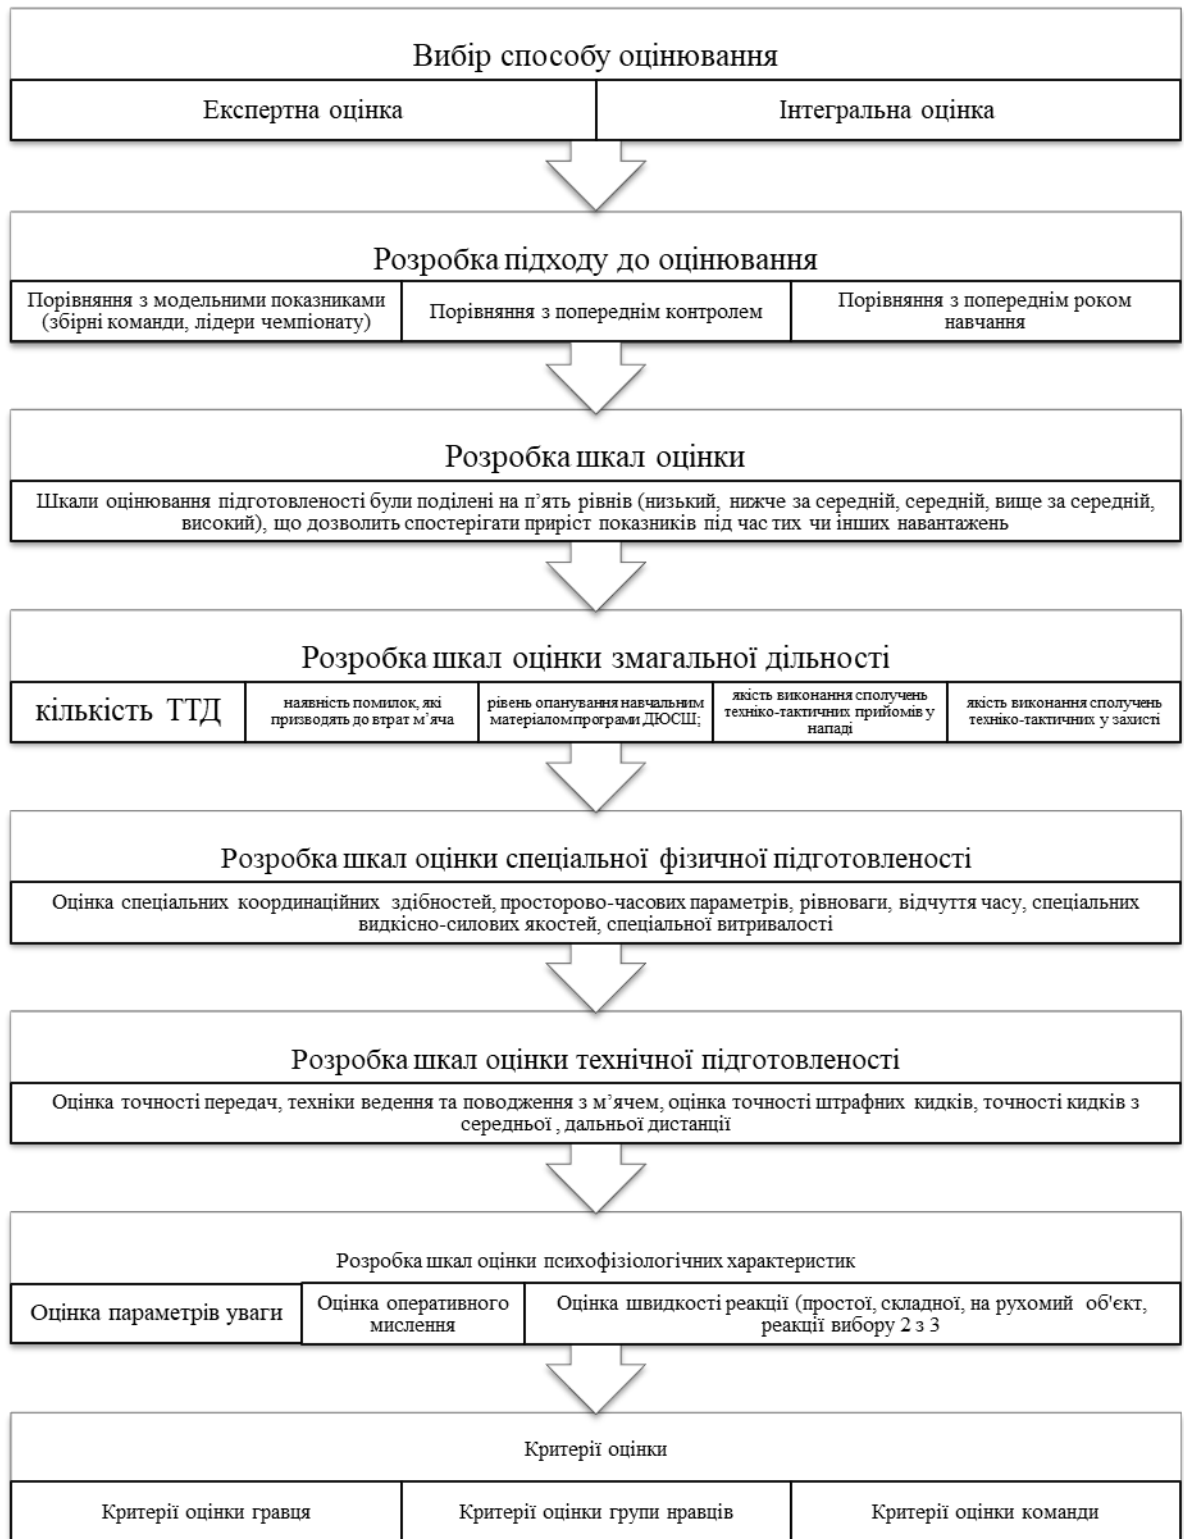 Вибір способу оцінювання
Експертна оцінка
Інтегральна оцінка
Розробка підходу до оцінювання
Порівняння з модельними показниками
(збірні команди, лідери чемпіонату)
Порівняння з попереднім контролем
Порівняння з попереднім роком
навчання
Розробка шкал оцінки
Шкали оцінювання підготовленості були поділені на п’ять рівнів (низький, нижче за середній, середній, вище за середній,
високий), що дозволить спостерігати приріст показників під час тих чи інших навантажень
Розробка шкал оцінки змагальної дільності
кількість ТТД
наявність помилок, які
призводять до втрат м’яча
рівень опанування навчальним
матеріалом програми ДЮСШ;
якість виконання сполучень
техніко-тактичних прийомів у
нападі
якість виконання сполучень
техніко-тактичних у захисті
Розробка шкал оцінки спеціальної фізичної підготовленості
Оцінка спеціальних координаційних здібностей, просторово-часових параметрів, рівноваги, відчуття часу, спеціальних
видкісно-силових якостей, спеціальної витривалості
Розробка шкал оцінки технічної підготовленості
Оцінка точності передач, техніки ведення та поводження з м’ячем, оцінка точності штрафних кидків, точності кидків з
середньої , дальньої дистанції
Розробка шкал оцінки психофізіологічних характеристик
Оцінка параметрів уваги
Оцінка оперативного
мислення
Оцінка швидкості реакції (простої, складної, на рухомий об'єкт,
реакції вибору 2 з 3
Критерії оцінки
Критерії оцінки гравця
Критерії оцінки групи нравців
Критерії оцінки команди